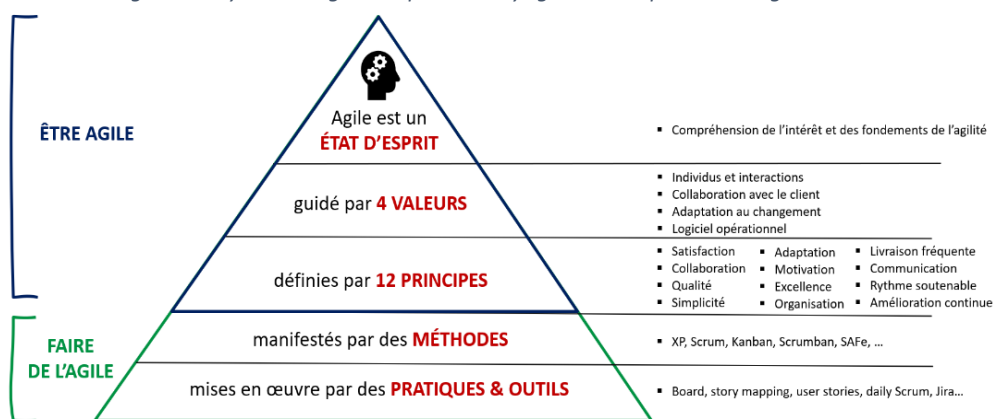 ÊTRE AGILE
Agile est un
ÉTAT D'ESPRIT
▪ Compréhension de l'intérêt et des fondements de l'agilité
guidé par 4 VALEURS
▪ Individus et interactions
▪ Collaboration avec le client
▪ Adaptation au changement
▪ Logiciel opérationnel
définies par 12 PRINCIPES
▪ Satisfaction ▪ Adaptation ▪ Livraison fréquente
▪ Collaboration ▪ Motivation ▪ Communication
▪ Qualité ▪ Excellence ▪ Rythme soutenable
▪ Simplicité ▪ Organisation ▪ Amélioration continue
FAIRE
DE L'AGILE
manifestés par des MÉTHODES
▪ XP, Scrum, Kanban, Scrumban, SAFe, ...
mises en œuvre par des PRATIQUES & OUTILS
▪ Board, story mapping, user stories, daily Scrum, Jira...